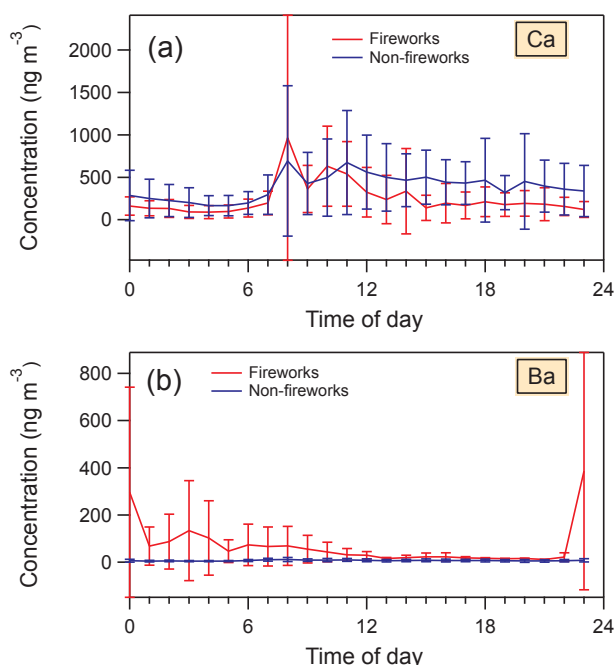 (a)
Fireworks
Non-fireworks
Ca
Concentration (ng m⁻³)
2000
1500
1000
500
0
0 6 12 18 24
Time of day
(b)
Fireworks
Non-fireworks
Ba
Concentration (ng m⁻³)
800
600
400
200
0
0 6 12 18 24
Time of day